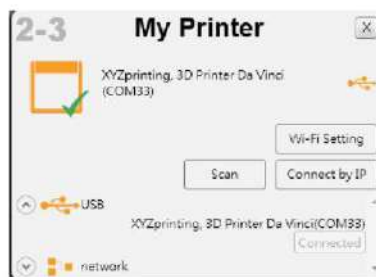 2-3
My Printer
X
XYZprinting, 3D Printer Da Vinci
(COM33)
Wi-Fi Setting
Scan
Connect by IP
USB
XYZprinting, 3D Printer Da Vinci(COM33)
Connected
network